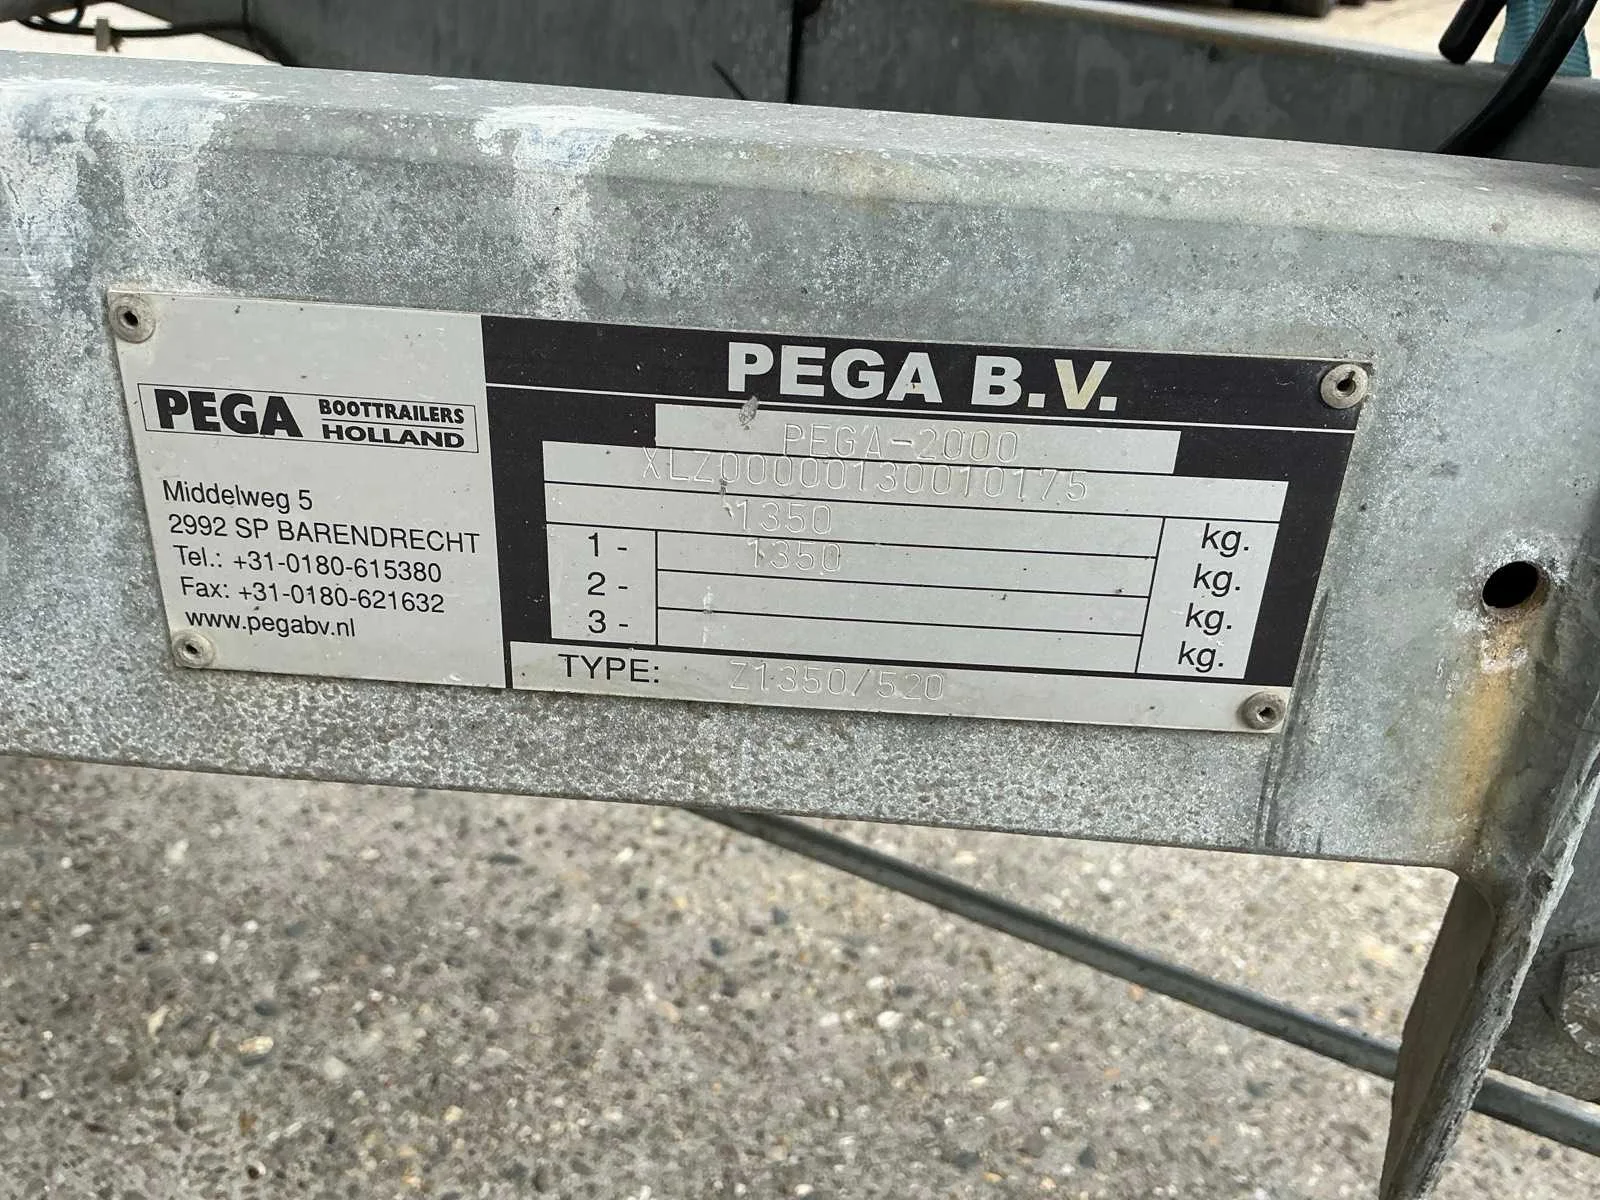 PEGA BOOTTRAILERS
HOLLAND
Middelweg 5
2992 SP BARENDRECHT
Tel.: +31-0180-615380
Fax: +31-0180-621632
www.pegabv.nl
PEGA B.V.
PEGA-2000
XLZ00000130010175
1350 kg.
1 - 1350 kg.
2 - kg.
3 - kg.
TYPE: Z1350/520